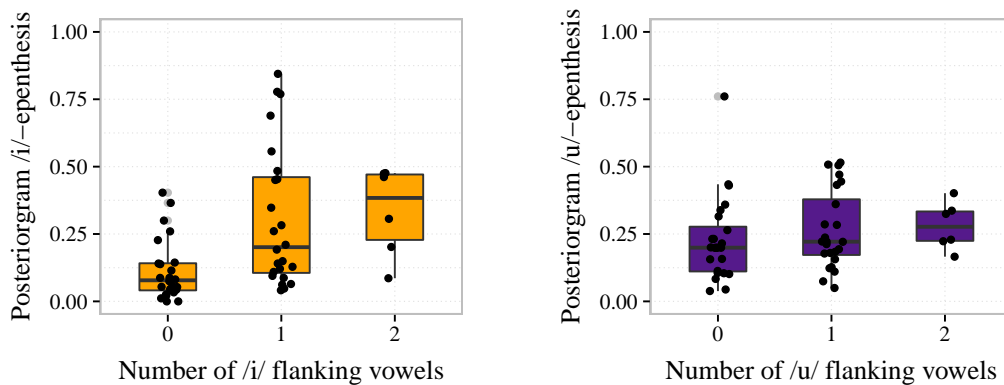 Posteriorgram /i/−epenthesis
1.00
0.75
0.50
0.25
0.00
0 1 2
Number of /i/ flanking vowels
Posteriorgram /u/−epenthesis
1.00
0.75
0.50
0.25
0.00
0 1 2
Number of /u/ flanking vowels